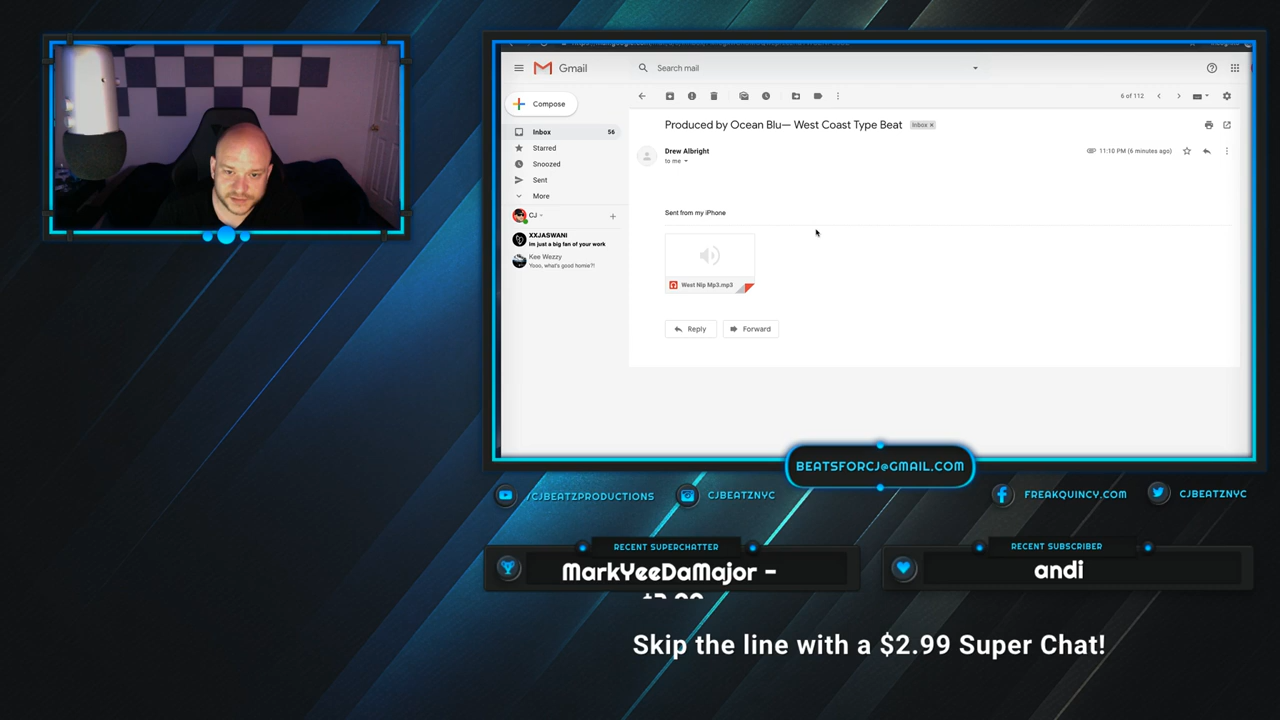 Gmail
Search mail
Compose
6 of 112
Inbox 56
Starred
Snoozed
Sent
More
CJ
XXJASWANI
Im just a big fan of your work
Kee Wezzy
Yooo, what's good homie?!
Produced by Ocean Blu— West Coast Type Beat
Inbox x
Drew Albright
to me
11:10 PM (6 minutes ago)
Sent from my iPhone
West Nip Mp3.mp3
Reply
Forward
BEATSFORCJ@GMAIL.COM
/CJBEATZPRODUCTIONS
CJBEATZNYC
FREAKQUINCY.COM
CJBEATZNYC
RECENT SUPERCHATTER
MarkYeeDaMajor -
RECENT SUBSCRIBER
andi
Skip the line with a $2.99 Super Chat!